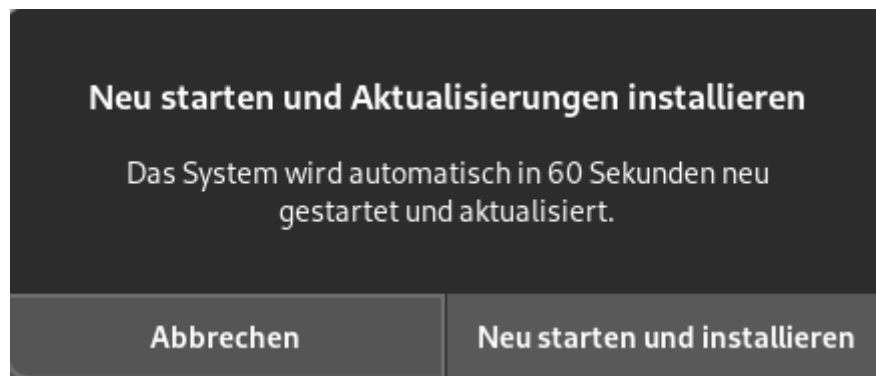 Neu starten und Aktualisierungen installieren
Das System wird automatisch in 60 Sekunden neu
gestartet und aktualisiert.
Abbrechen
Neu starten und installieren